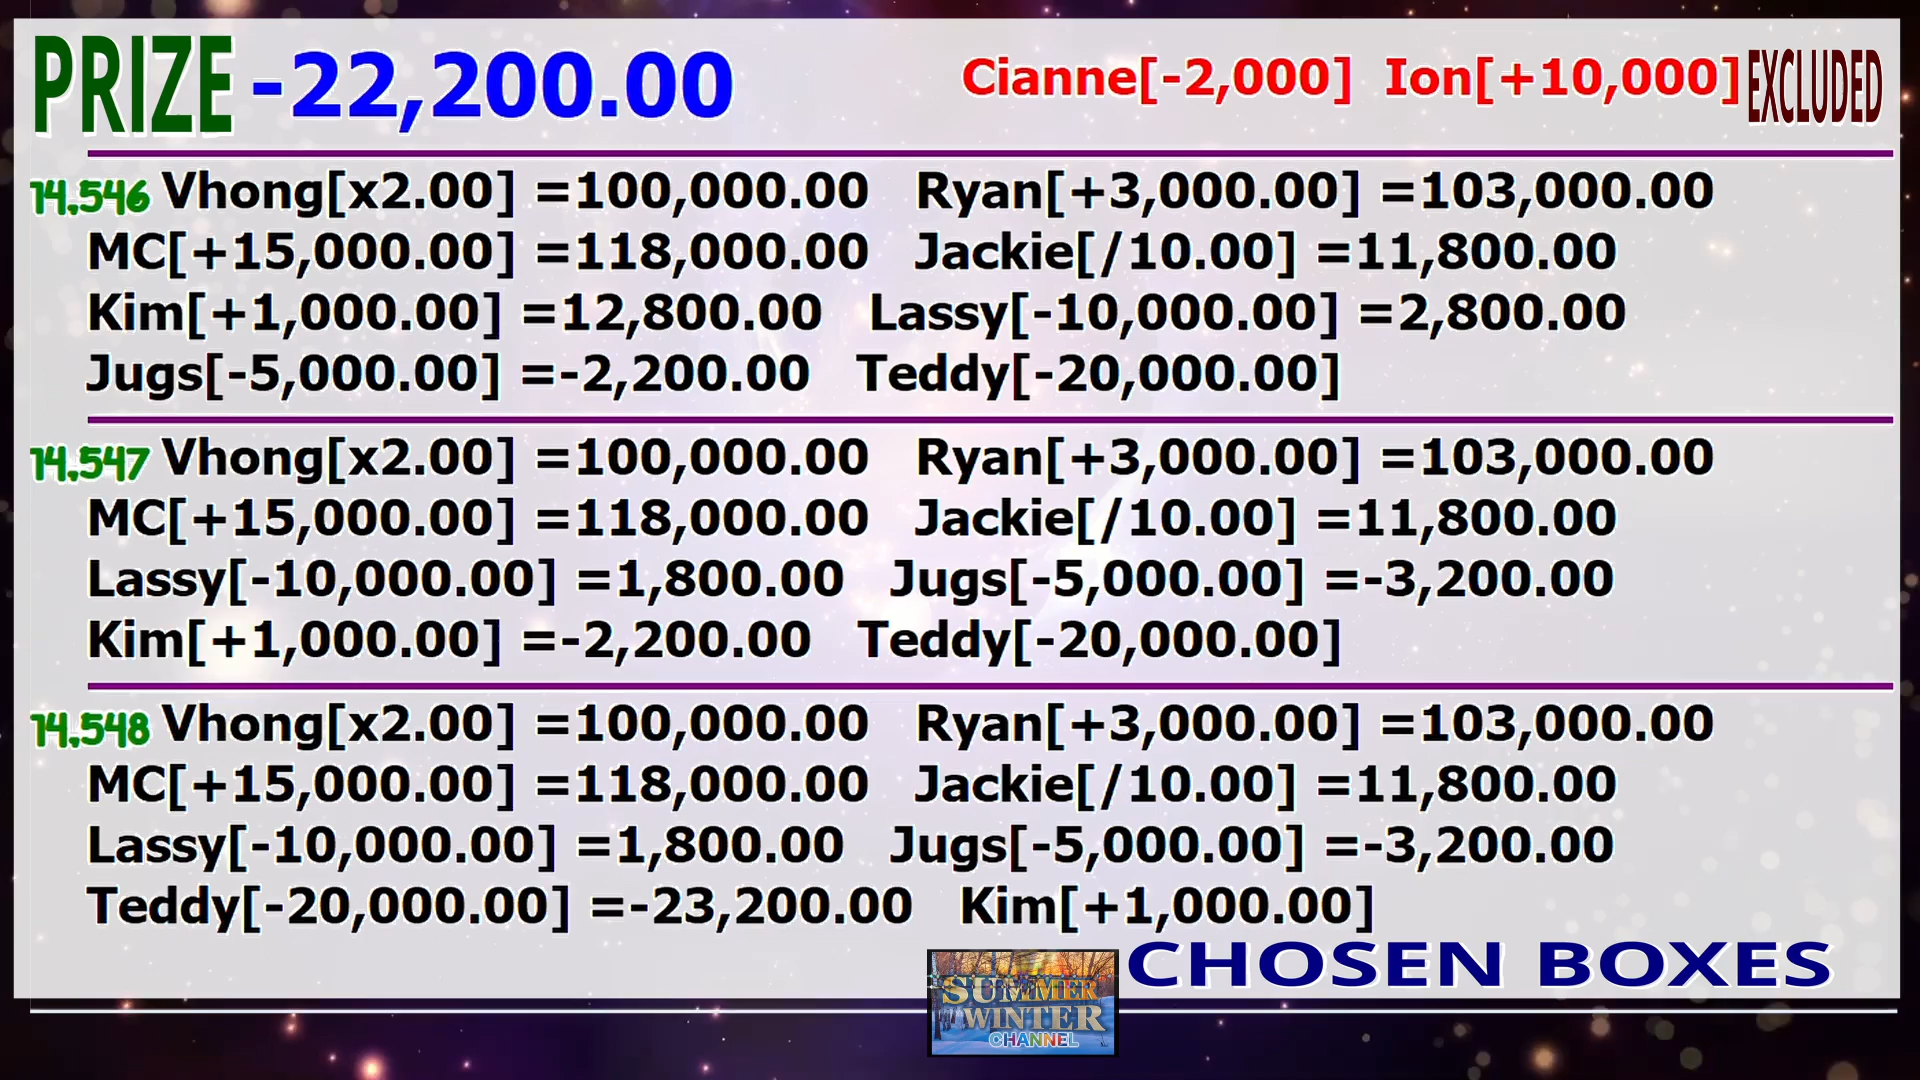 PRIZE -22,200.00 Cianne[-2,000] Ion[+10,000] EXCLUDED
14,546 Vhong[x2.00] =100,000.00 Ryan[+3,000.00] =103,000.00
MC[+15,000.00] =118,000.00 Jackie[/10.00] =11,800.00
Kim[+1,000.00] =12,800.00 Lassy[-10,000.00] =2,800.00
Jugs[-5,000.00] =-2,200.00 Teddy[-20,000.00]
14,547 Vhong[x2.00] =100,000.00 Ryan[+3,000.00] =103,000.00
MC[+15,000.00] =118,000.00 Jackie[/10.00] =11,800.00
Lassy[-10,000.00] =1,800.00 Jugs[-5,000.00] =-3,200.00
Kim[+1,000.00] =-2,200.00 Teddy[-20,000.00]
14,548 Vhong[x2.00] =100,000.00 Ryan[+3,000.00] =103,000.00
MC[+15,000.00] =118,000.00 Jackie[/10.00] =11,800.00
Lassy[-10,000.00] =1,800.00 Jugs[-5,000.00] =-3,200.00
Teddy[-20,000.00] =-23,200.00 Kim[+1,000.00]
CHOSEN BOXES
SUMMER
WINTER
CHANNEL